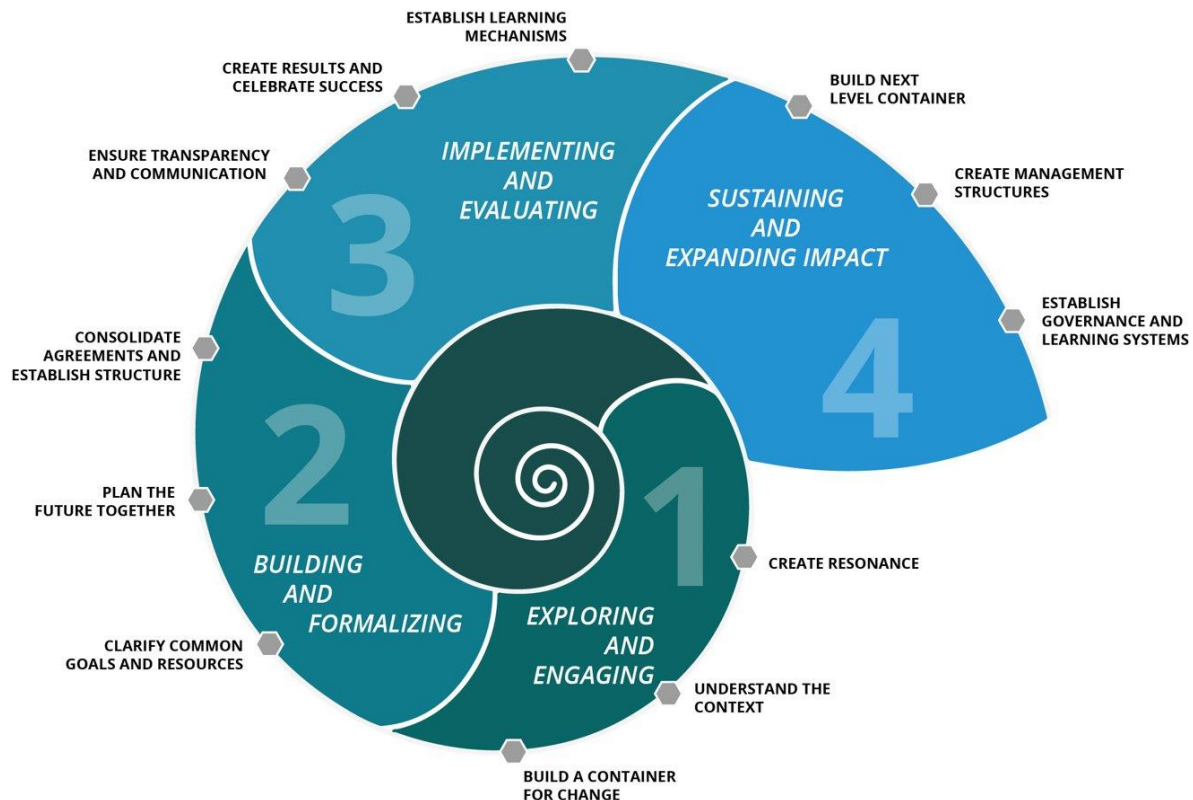 ESTABLISH LEARNING
MECHANISMS
CREATE RESULTS AND
CELEBRATE SUCCESS
BUILD NEXT
LEVEL CONTAINER
ENSURE TRANSPARENCY
AND COMMUNICATION
IMPLEMENTING
AND
EVALUATING
3
CREATE MANAGEMENT
STRUCTURES
SUSTAINING
AND
EXPANDING IMPACT
4
ESTABLISH
GOVERNANCE AND
LEARNING SYSTEMS
CONSOLIDATE
AGREEMENTS AND
ESTABLISH STRUCTURE
2
PLAN THE
FUTURE TOGETHER
BUILDING
AND
FORMALIZING
CLARIFY COMMON
GOALS AND RESOURCES
1
CREATE RESONANCE
EXPLORING
AND
ENGAGING
UNDERSTAND THE
CONTEXT
BUILD A CONTAINER
FOR CHANGE